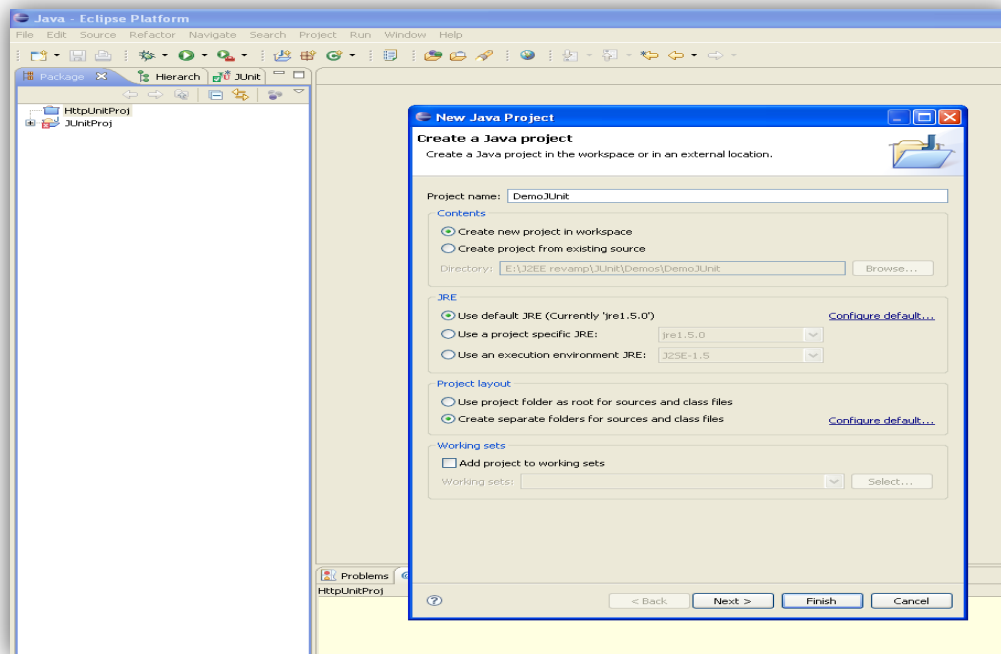 Java - Eclipse Platform
File Edit Source Refactor Navigate Search Project Run Window Help
Package Hierarch JUnit
HttpUnitProj
JUnitProj
New Java Project
Create a Java project
Create a Java project in the workspace or in an external location.
Project name: DemoJUnit
Contents
Create new project in workspace
Create project from existing source
Directory: E:\J2EE revamp\JUnit\Demos\DemoJUnit Browse...
JRE
Use default JRE (Currently 'jre1.5.0') Configure default...
Use a project specific JRE: jre1.5.0
Use an execution environment JRE: J2SE-1.5
Project layout
Use project folder as root for sources and class files
Create separate folders for sources and class files Configure default...
Working sets
Add project to working sets
Working sets: Select...
Problems
HttpUnitProj
< Back Next > Finish Cancel